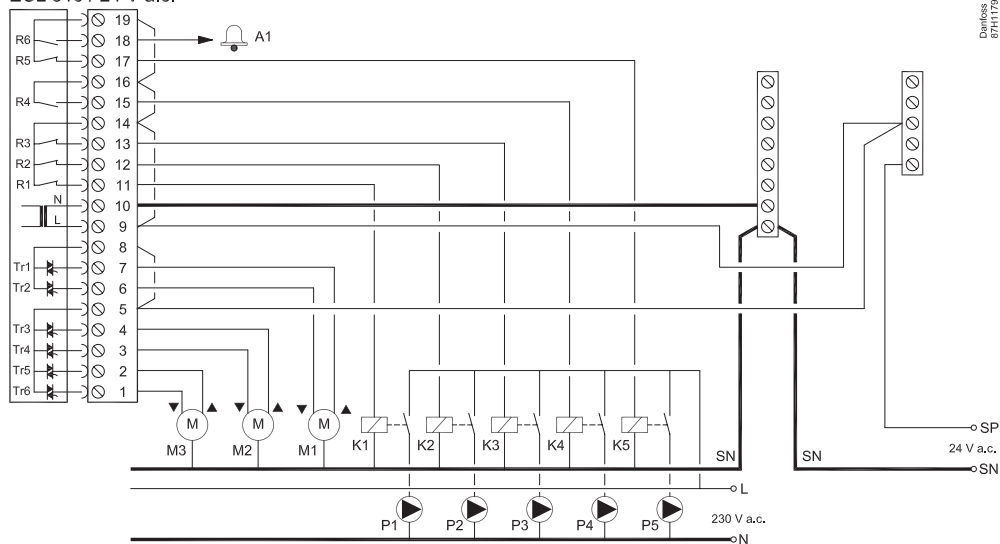 Danfoss
87H1179
R6
19
18
A1
R5
17
16
R4
15
14
R3
13
R2
12
R1
11
N
10
L
9
8
Tr1
7
Tr2
6
5
Tr3
4
Tr4
3
Tr5
2
Tr6
1
M
M
M
M3
M2
M1
K1
K2
K3
K4
K5
SP
24 V a.c.
SN
SN
SN
L
P1
P2
P3
P4
P5
230 V a.c.
N